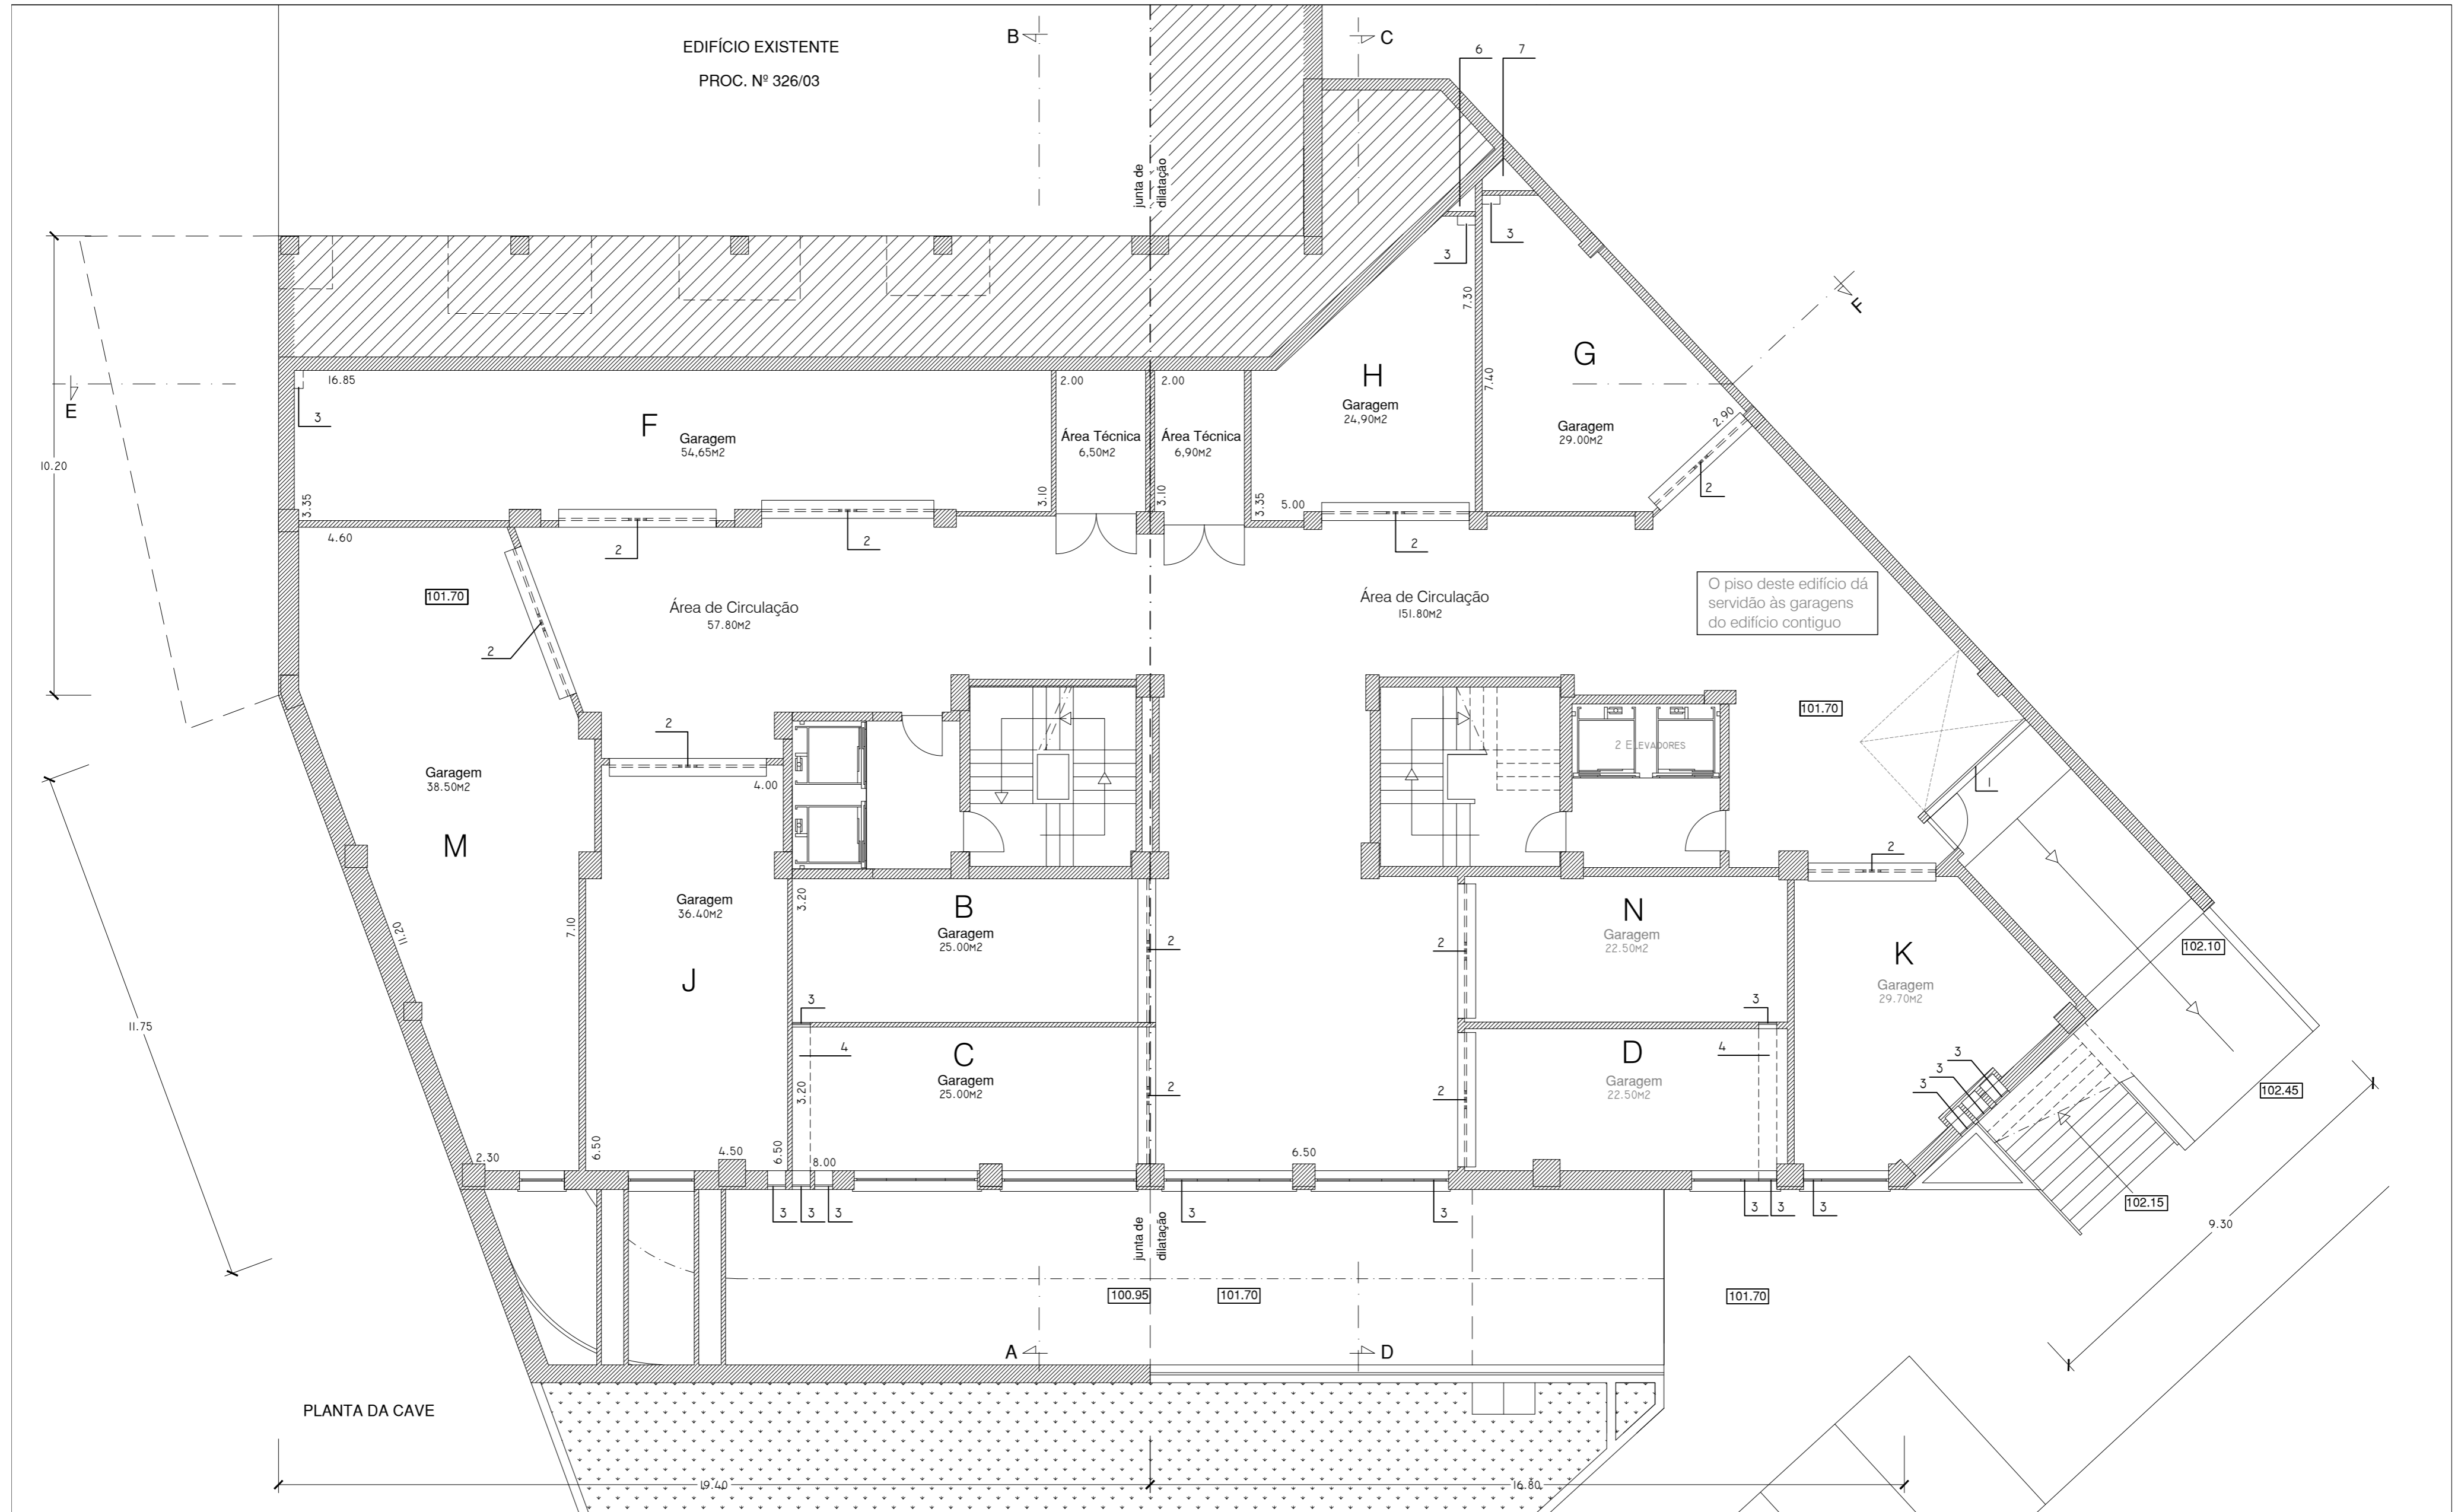 EDIFÍCIO EXISTENTE
PROC. Nº 326/03
B
C
6
7
junta de
dilatação
3
3
7.30
F
E
10.20
16.85
3
F
Garagem
54,65M2
2.00
Área Técnica
6,50M2
3.10
2.00
Área Técnica
6,90M2
3.10
H
Garagem
24,90M2
3.35
5.00
G
Garagem
29.00M2
7.40
2.90
2
3.35
4.60
2
2
2
101.70
2
Área de Circulação
57.80M2
Área de Circulação
151.80M2
O piso deste edifício dá
servidão às garagens
do edifício contiguo
101.70
2
4.00
2 ELEVADORES
1
2
Garagem
38.50M2
M
11.20
7.10
Garagem
36.40M2
J
3.20
B
Garagem
25.00M2
2
3
4
C
Garagem
25.00M2
3.20
2
N
Garagem
22.50M2
2
3
4
D
Garagem
22.50M2
2
K
Garagem
29.70M2
3
3
3
102.10
102.45
102.15
9.30
11.75
2.30
6.50
4.50
6.50
8.00
6.50
3
3
3
3
3
3
3
3
junta de
dilatação
100.95
101.70
101.70
A
D
PLANTA DA CAVE
19.40
16.80